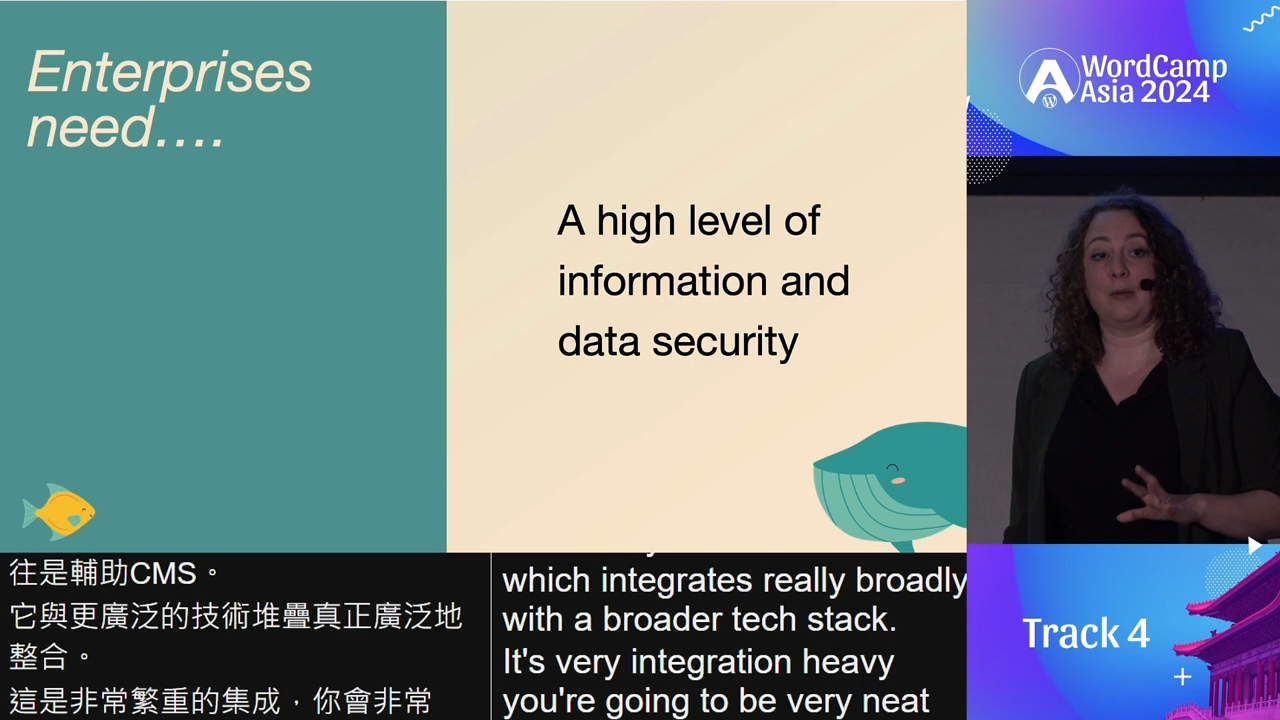 Enterprises
need....
A high level of
information and
data security
往是輔助CMS。
它與更廣泛的技術堆疊真正廣泛地
整合。
這是非常繁重的集成，你會非常
which integrates really broadly
with a broader tech stack.
It's very integration heavy
you're going to be very neat
WordCamp
Asia 2024
Track 4